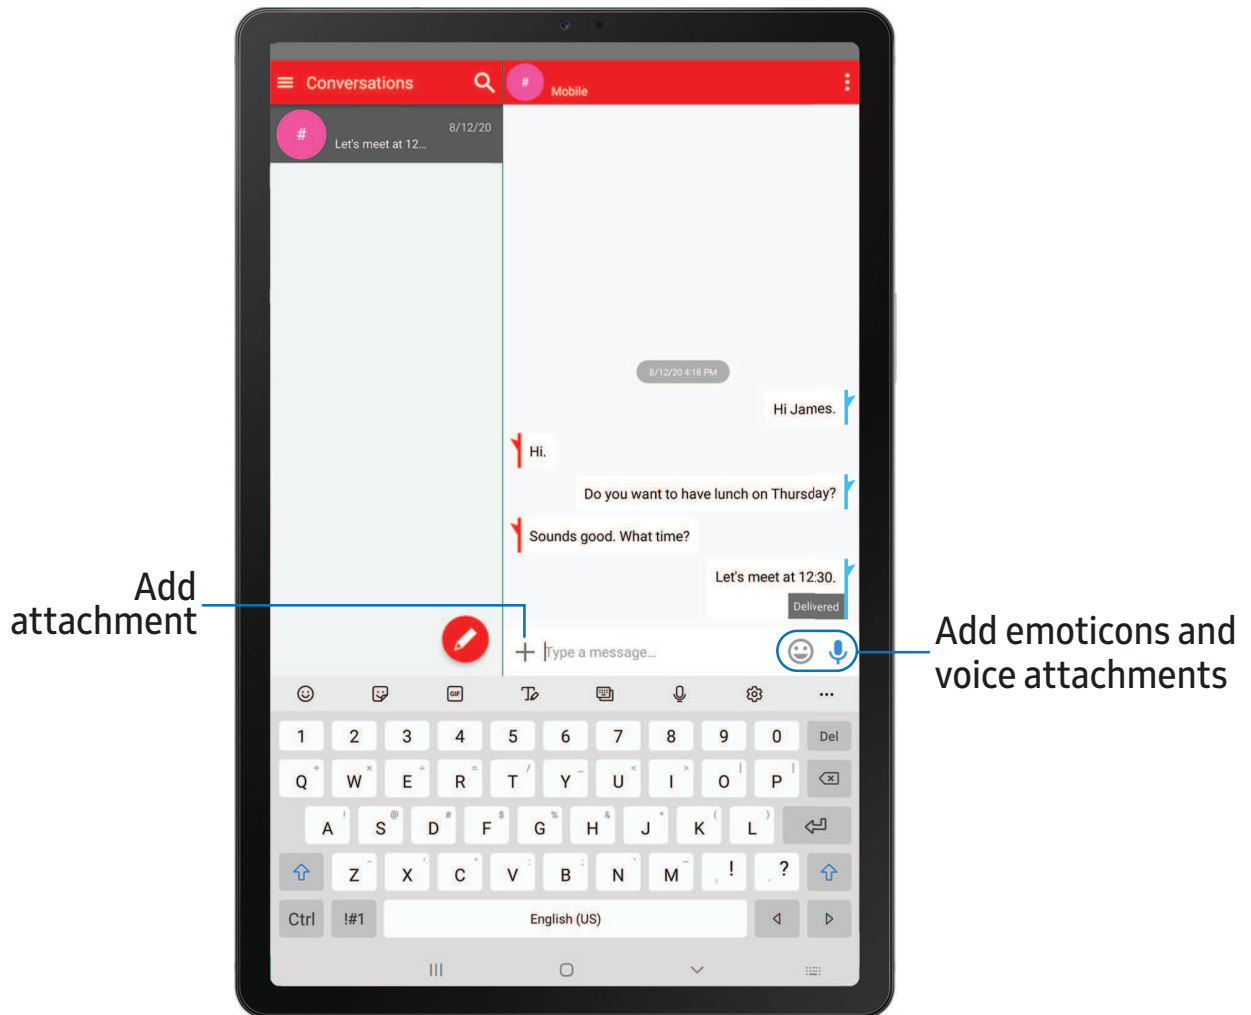 Conversations
#
Mobile
#
8/12/20
Let's meet at 12...
8/12/20 4:18 PM
Hi James.
Hi.
Do you want to have lunch on Thursday?
Sounds good. What time?
Let's meet at 12:30.
Delivered
Add
attachment
Type a message...
Add emoticons and
voice attachments
GIF
1 2 3 4 5 6 7 8 9 0 Del
Q W E R T Y U I O P
A S D F G H J K L
Z X C V B N M , ! . ?
Ctrl !#1 English (US)